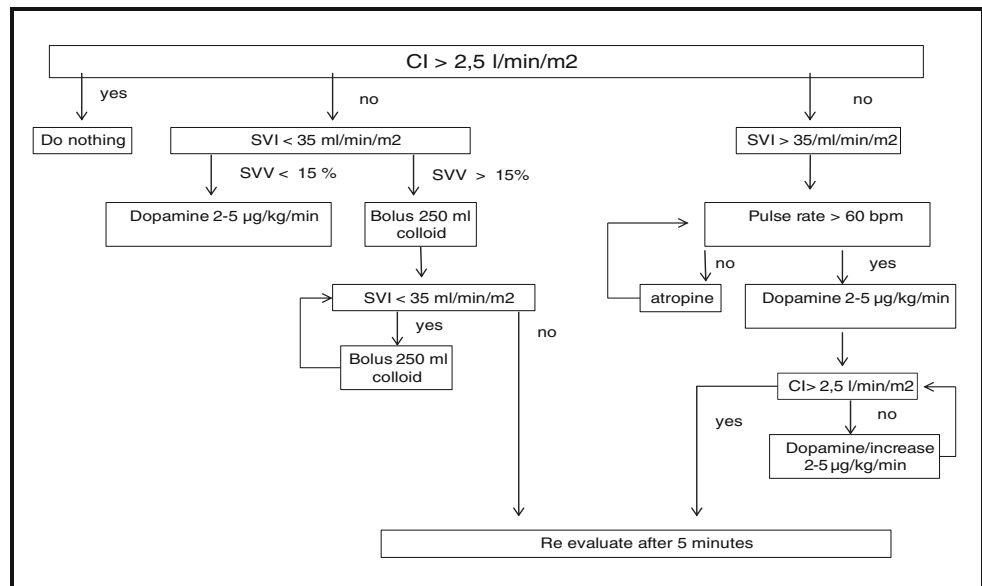 CI > 2,5 l/min/m2
yes
no
no
Do nothing
SVI < 35 ml/min/m2
SVI > 35/ml/min/m2
SVV < 15 %
SVV > 15%
Dopamine 2-5 µg/kg/min
Bolus 250 ml
colloid
Pulse rate > 60 bpm
no
yes
SVI < 35 ml/min/m2
atropine
Dopamine 2-5 µg/kg/min
yes
no
Bolus 250 ml
colloid
CI> 2,5 l/min/m2
yes
no
Dopamine/increase
2-5 µg/kg/min
Re evaluate after 5 minutes